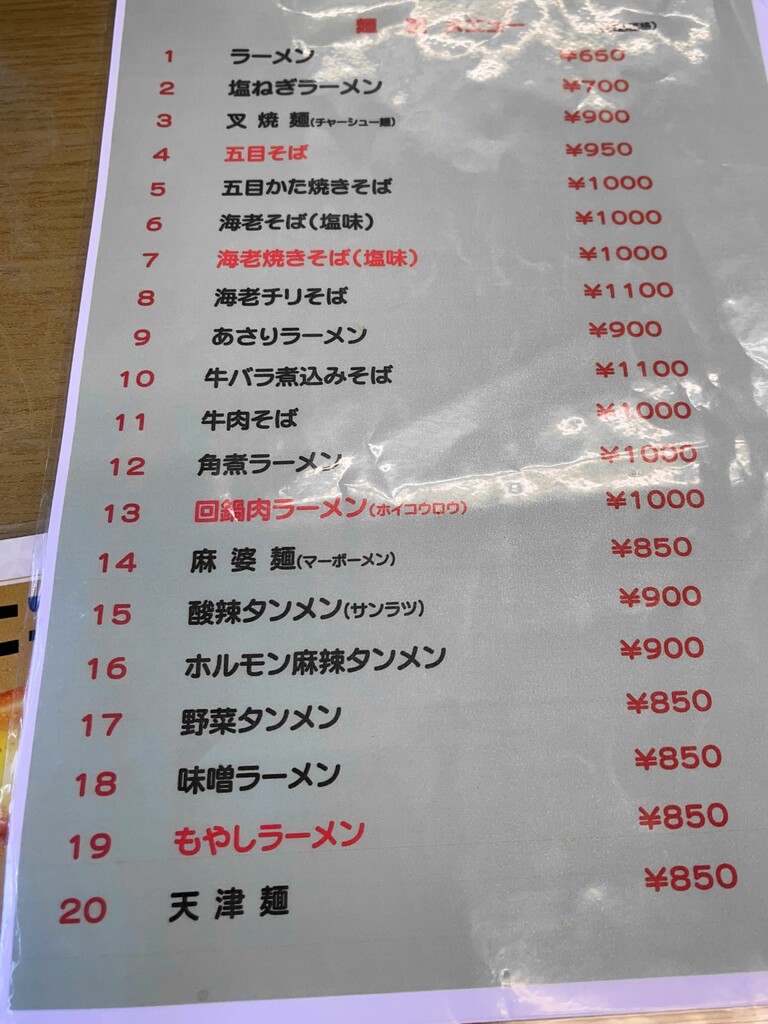 麺 メニュー
1 ラーメン ¥650
2 塩ねぎラーメン ¥700
3 叉焼麺(チャーシュー麺) ¥900
4 五目そば ¥950
5 五目かた焼きそば ¥1000
6 海老そば(塩味) ¥1000
7 海老焼きそば(塩味) ¥1000
8 海老チリそば ¥1100
9 あさりラーメン ¥900
10 牛バラ煮込みそば ¥1100
11 牛肉そば ¥1000
12 角煮ラーメン ¥1000
13 回鍋肉ラーメン(ホイコウロウ) ¥1000
14 麻婆麺(マーボーメン) ¥850
15 酸辣タンメン(サンラツ) ¥900
16 ホルモン麻辣タンメン ¥900
17 野菜タンメン ¥850
18 味噌ラーメン ¥850
19 もやしラーメン ¥850
20 天津麺 ¥850